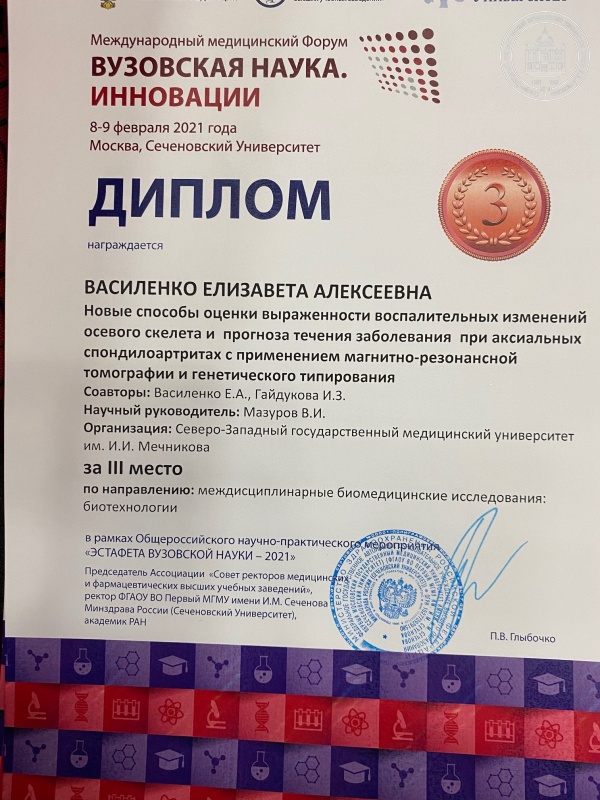 Международный медицинский Форум
ВУЗОВСКАЯ НАУКА.
ИННОВАЦИИ
8-9 февраля 2021 года
Москва, Сеченовский Университет
ДИПЛОМ
3
награждается
ВАСИЛЕНКО ЕЛИЗАВЕТА АЛЕКСЕЕВНА
Новые способы оценки выраженности воспалительных изменений
осевого скелета и прогноза течения заболевания при аксиальных
спондилоартритах с применением магнитно-резонансной
томографии и генетического типирования
Соавторы: Василенко Е.А., Гайдукова И.З.
Научный руководитель: Мазуров В.И.
Организация: Северо-Западный государственный медицинский университет
им. И.И. Мечникова
за III место
по направлению: междисциплинарные биомедицинские исследования:
биотехнологии
в рамках Общероссийского научно-практического мероприятия
«ЭСТАФЕТА ВУЗОВСКОЙ НАУКИ – 2021»
Председатель Ассоциации «Совет ректоров медицинских
и фармацевтических высших учебных заведений»,
ректор ФГАОУ ВО Первый МГМУ имени И.М. Сеченова
Минздрава России (Сеченовский Университет),
академик РАН
П.В. Глыбочко